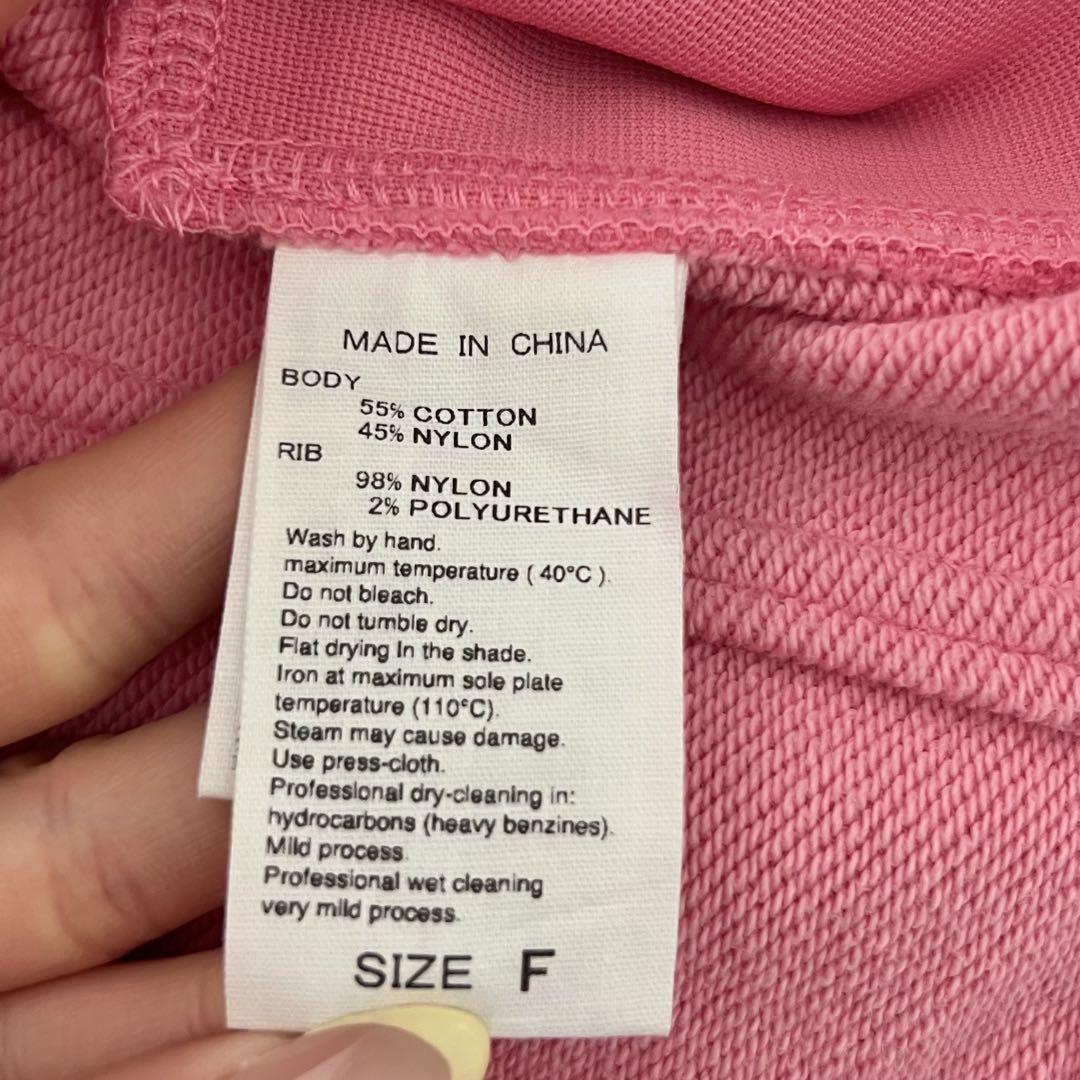 MADE IN CHINA
BODY
55% COTTON
45% NYLON
RIB
98% NYLON
2% POLYURETHANE
Wash by hand.
maximum temperature ( 40°C ).
Do not bleach.
Do not tumble dry.
Flat drying In the shade.
Iron at maximum sole plate
temperature (110°C).
Steam may cause damage.
Use press-cloth.
Professional dry-cleaning in:
hydrocarbons (heavy benzines).
Mild process.
Professional wet cleaning
very mild process.
SIZE F